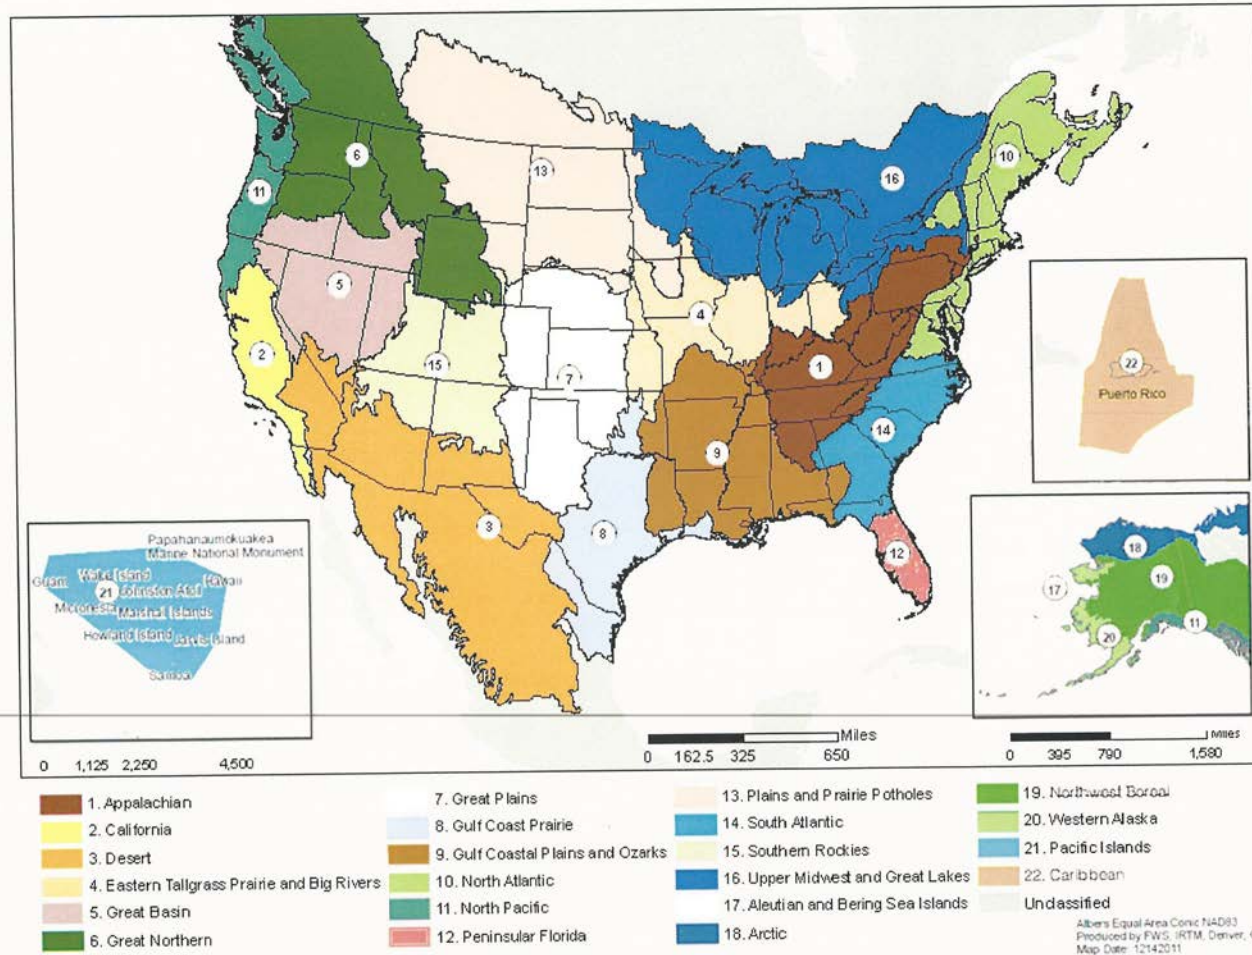 6
13
16
10
11
5
4
2
15
7
1
22
Puerto Rico
14
9
3
8
12
Papahanaumokuakea
Marine National Monument
Guam
Wake Island
Hawaii
21
Johnston Atoll
Micronesia
Marshall Islands
Howland Island
Jarvis Island
Samoa
18
17
19
11
20
0 1,125 2,250 4,500
Miles
0 162.5 325 650
Miles
0 395 790 1,580
1. Appalachian
2. California
3. Desert
4. Eastern Tallgrass Prairie and Big Rivers
5. Great Basin
6. Great Northern
7. Great Plains
8. Gulf Coast Prairie
9. Gulf Coastal Plains and Ozarks
10. North Atlantic
11. North Pacific
12. Peninsular Florida
13. Plains and Prairie Potholes
14. South Atlantic
15. Southern Rockies
16. Upper Midwest and Great Lakes
17. Aleutian and Bering Sea Islands
18. Arctic
19. Northwest Boreal
20. Western Alaska
21. Pacific Islands
22. Caribbean
Unclassified
Albers Equal Area Conic NAD83
Produced by FWS, IRTM, Denver,
Map Date: 12142011